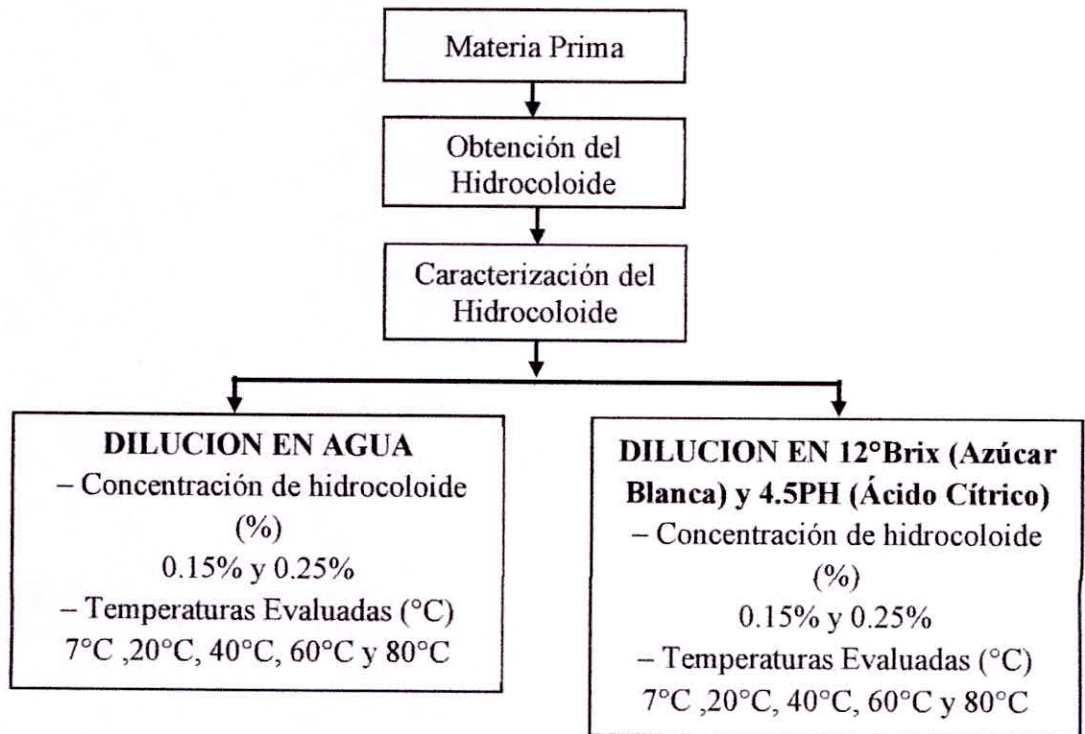 Materia Prima
Obtención del
Hidrocoloide
Caracterización del
Hidrocoloide
DILUCION EN AGUA
– Concentración de hidrocoloide
(%)
0.15% y 0.25%
– Temperaturas Evaluadas (°C)
7°C ,20°C, 40°C, 60°C y 80°C
DILUCION EN 12°Brix (Azúcar
Blanca) y 4.5PH (Ácido Cítrico)
– Concentración de hidrocoloide
(%)
0.15% y 0.25%
– Temperaturas Evaluadas (°C)
7°C ,20°C, 40°C, 60°C y 80°C